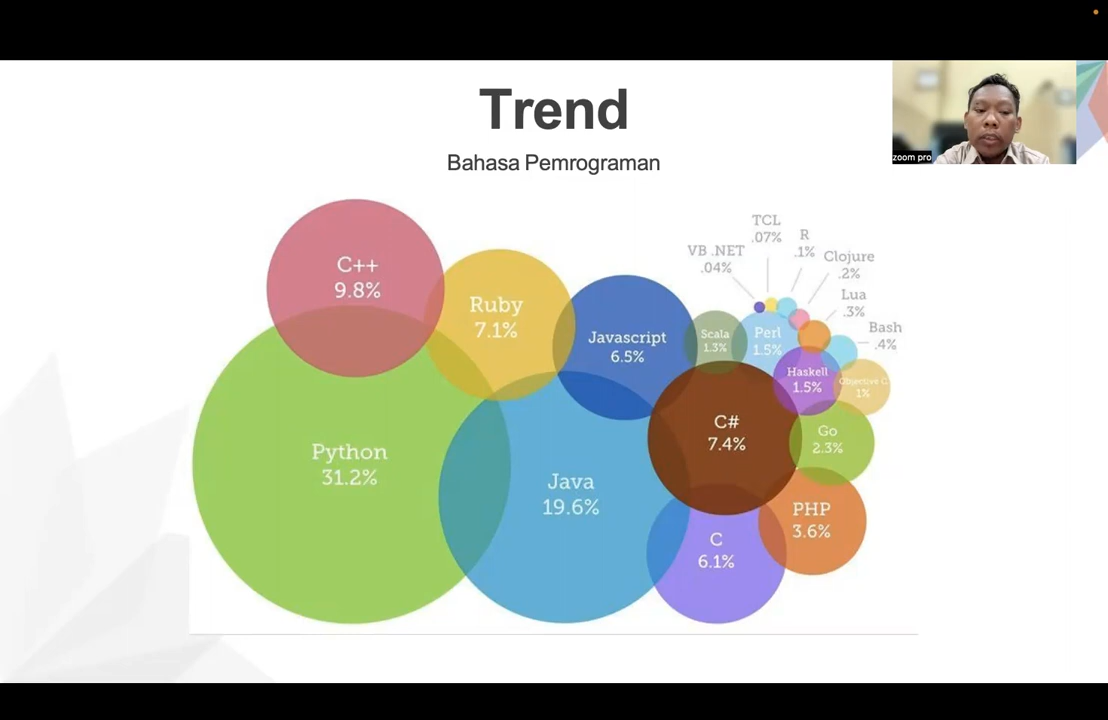 Trend
Bahasa Pemrograman
zoom pro
C++
9.8%
Ruby
7.1%
Javascript
6.5%
Scala
1.3%
Perl
1.5%
VB .NET
.04%
TCL
.07%
R
.1%
Clojure
.2%
Lua
.3%
Bash
.4%
Haskell
1.5%
Objective C
1%
Python
31.2%
Java
19.6%
C#
7.4%
Go
2.3%
C
6.1%
PHP
3.6%